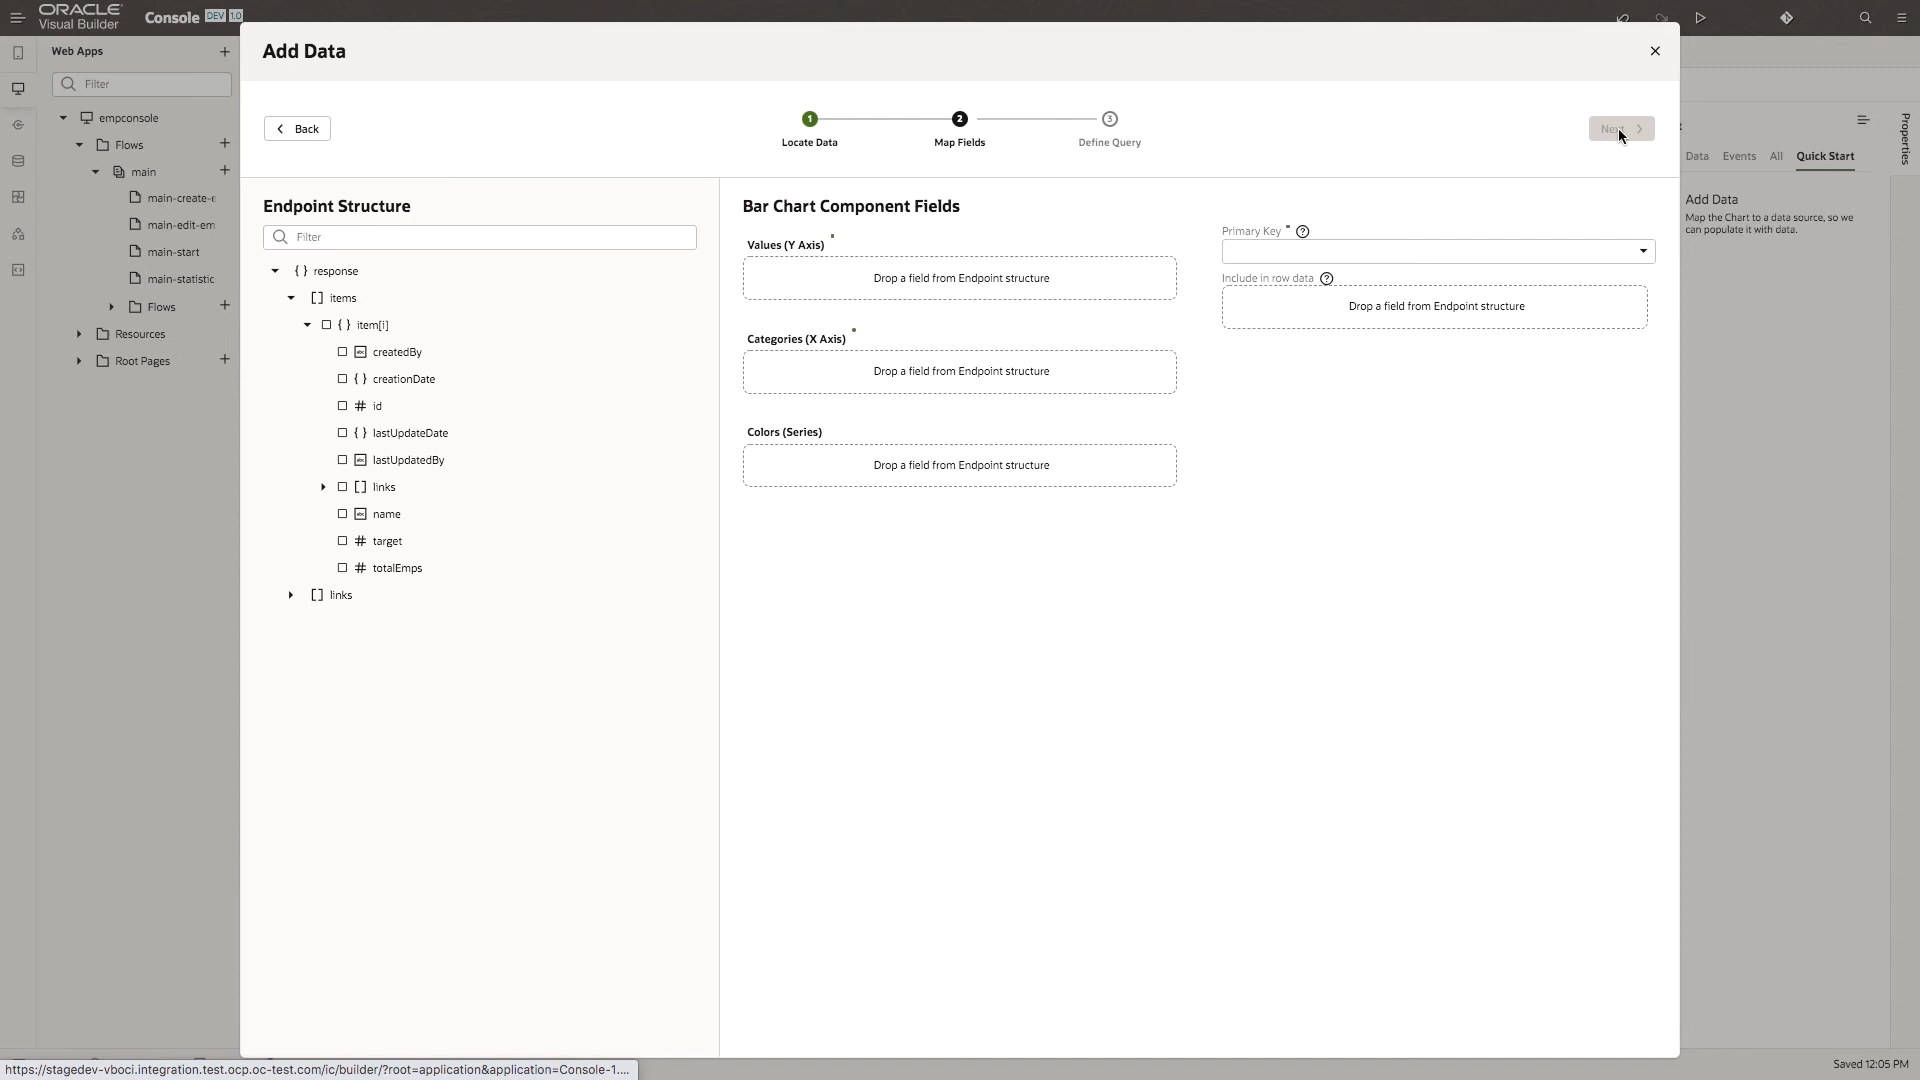 ORACLE
Visual Builder
Console DEV 1.0
Web Apps
Filter
empconsole
Flows
main
main-create-e
main-edit-em
main-start
main-statistic
Flows
Resources
Root Pages
Add Data
Back
1
2
3
Locate Data
Map Fields
Define Query
Endpoint Structure
Filter
{ } response
[ ] items
{ } item[i]
abc createdBy
{ } creationDate
# id
{ } lastUpdateDate
abc lastUpdatedBy
[ ] links
abc name
# target
# totalEmps
[ ] links
Bar Chart Component Fields
Values (Y Axis) *
Drop a field from Endpoint structure
Categories (X Axis) *
Drop a field from Endpoint structure
Colors (Series)
Drop a field from Endpoint structure
Primary Key *
Include in row data
Drop a field from Endpoint structure
Properties
Data Events All Quick Start
Add Data
Map the Chart to a data source, so we
can populate it with data.
https://stagedev-vboci.integration.test.ocp.oc-test.com/ic/builder/?root=application&application=Console-1....
Saved 12:05 PM